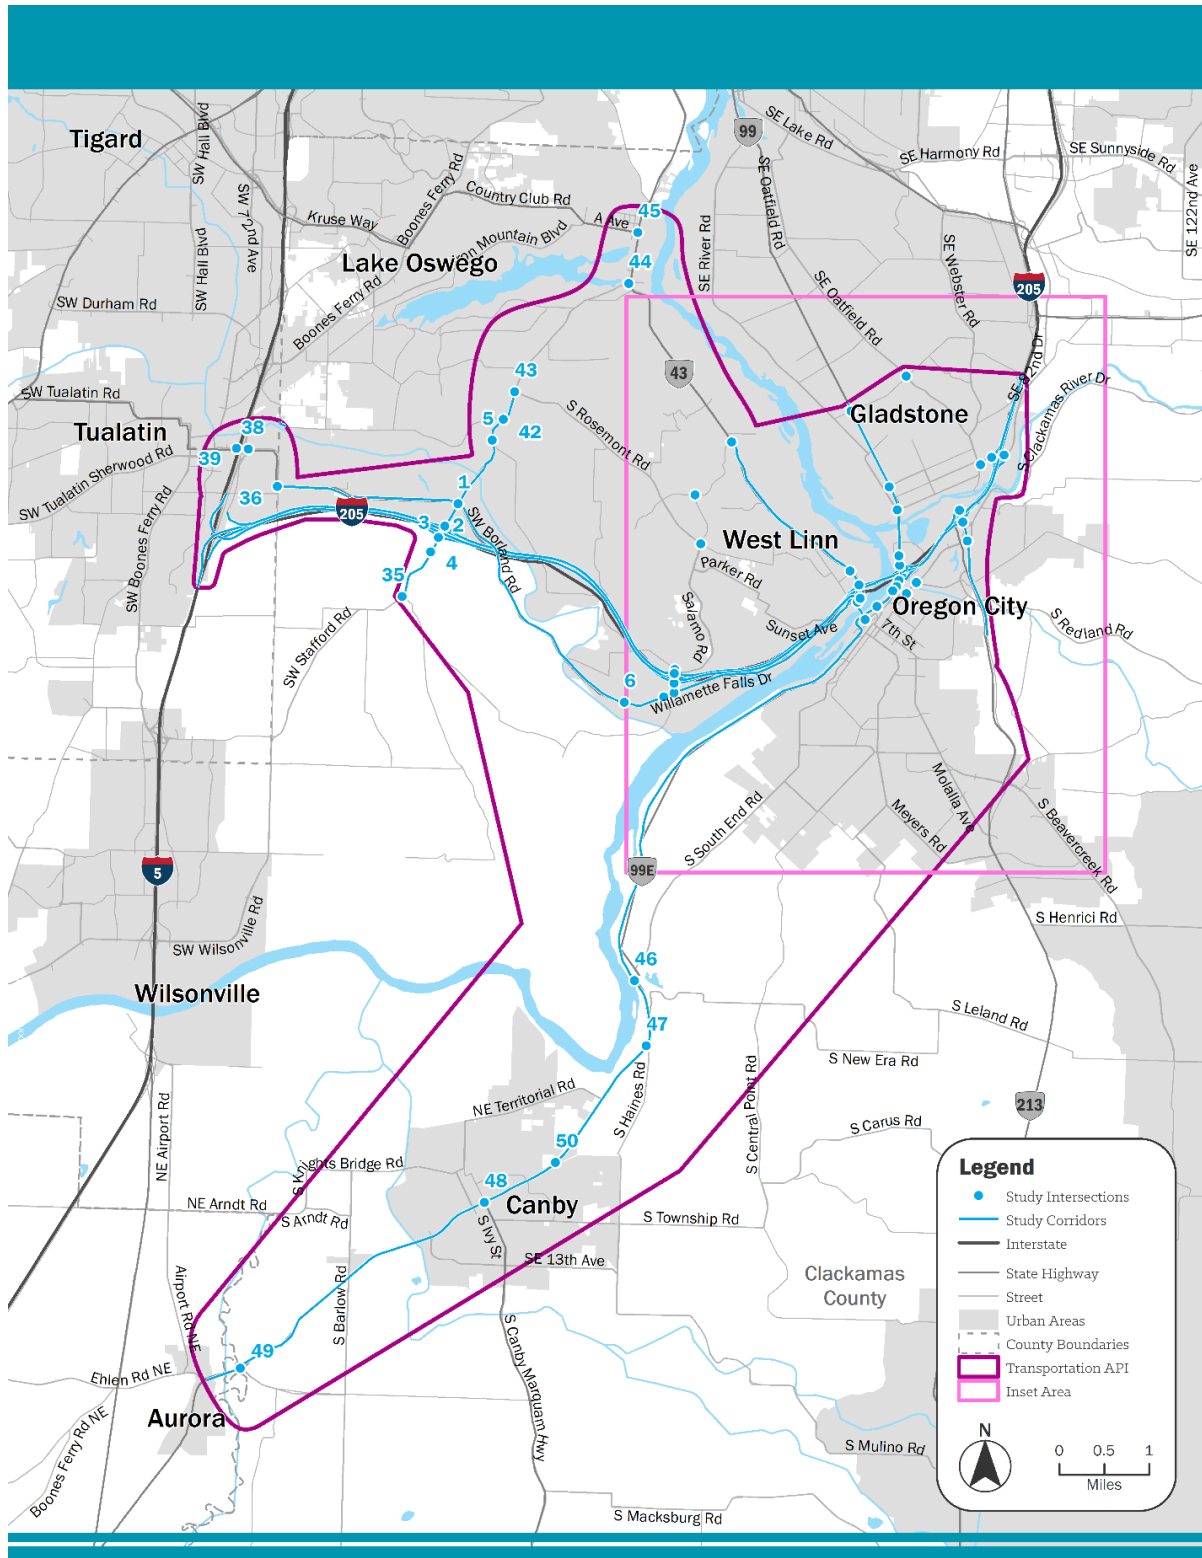 Tigard
SW Hall Blvd
SW 72nd Ave
SW Hall Blvd
Kruse Way
Boones Ferry Rd
Country Club Rd
A Ave
45
99
SE Lake Rd
SE Harmony Rd
SE Sunnyside Rd
SE 122nd Ave
SE Oatfield Rd
SE River Rd
Iron Mountain Blvd
Lake Oswego
44
SE Webster Rd
205
SW Durham Rd
Boones Ferry Rd
SE Oatfield Rd
SE 82nd Dr
43
43
S Clackamas River Dr
SW Tualatin Rd
Tualatin
38
39
SW Tualatin Sherwood Rd
5
42
S Rosemont Rd
Gladstone
36
1
205
3
2
4
SW Borland Rd
SW Boones Ferry Rd
West Linn
35
Parker Rd
Oregon City
SW Stafford Rd
Salamo Rd
Sunset Ave
7th St
S Redland Rd
6
Willamette Falls Dr
Molalla Ave
Meyers Rd
S South End Rd
S Beavercreek Rd
5
99E
SW Wilsonville Rd
S Henrici Rd
Wilsonville
46
47
S Leland Rd
S New Era Rd
NE Airport Rd
NE Territorial Rd
S Haines Rd
S Central Point Rd
S Carus Rd
213
50
S Knights Bridge Rd
48
Canby
NE Arndt Rd
S Arndt Rd
S Ivy St
S Township Rd
SE 13th Ave
Clackamas
County
Airport Rd NE
S Barlow Rd
49
Ehlen Rd NE
Aurora
Boones Ferry Rd NE
S Canby Marquam Hwy
S Mulino Rd
S Macksburg Rd
Legend
Study Intersections
Study Corridors
Interstate
State Highway
Street
Urban Areas
County Boundaries
Transportation API
Inset Area
N
0 0.5 1
Miles